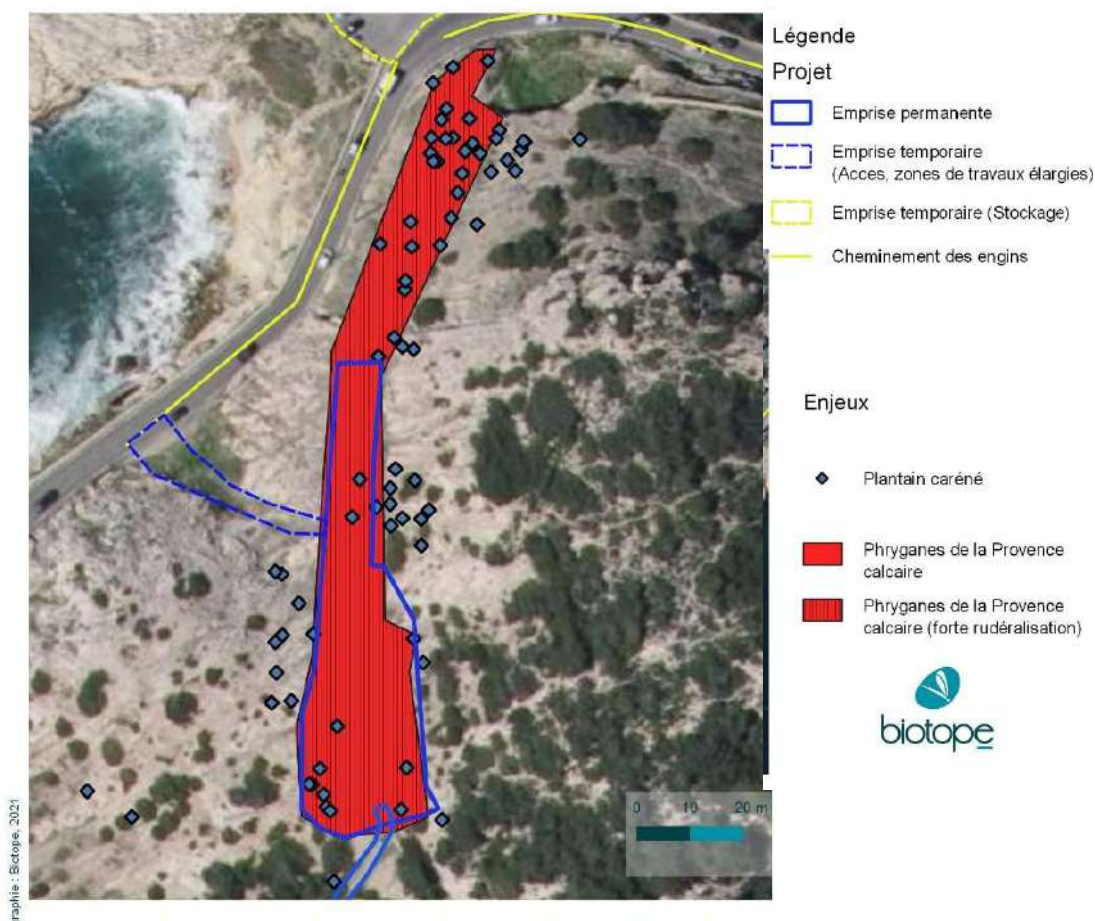 Légende
Projet
Emprise permanente
Emprise temporaire
(Acces, zones de travaux élargies)
Emprise temporaire (Stockage)
Cheminement des engins
Enjeux
Plantain caréné
Phryganes de la Provence
calcaire
Phryganes de la Provence
calcaire (forte rudéralisation)
biotope
0 10 20 m
raphie : Biotope, 2021